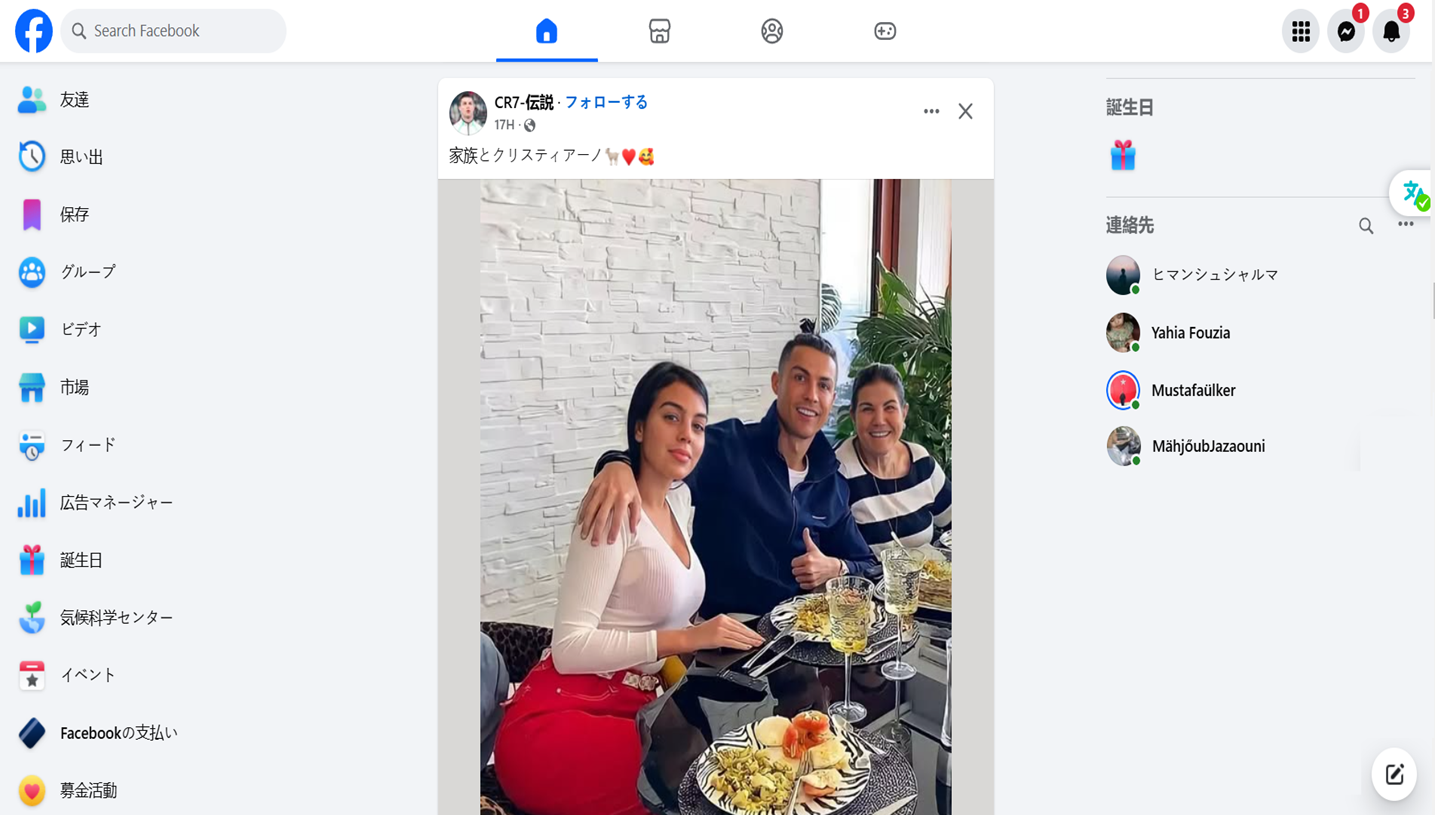 Search Facebook
1
3
友達
思い出
保存
グループ
ビデオ
市場
フィード
広告マネージャー
誕生日
気候科学センター
イベント
Facebookの支払い
募金活動
CR7-伝説 · フォローする
17H ·
家族とクリスティアーノ🐐❤️🥰
誕生日
連絡先
ヒマンシュシャルマ
Yahia Fouzia
Mustafaülker
MähjőubJazaouni